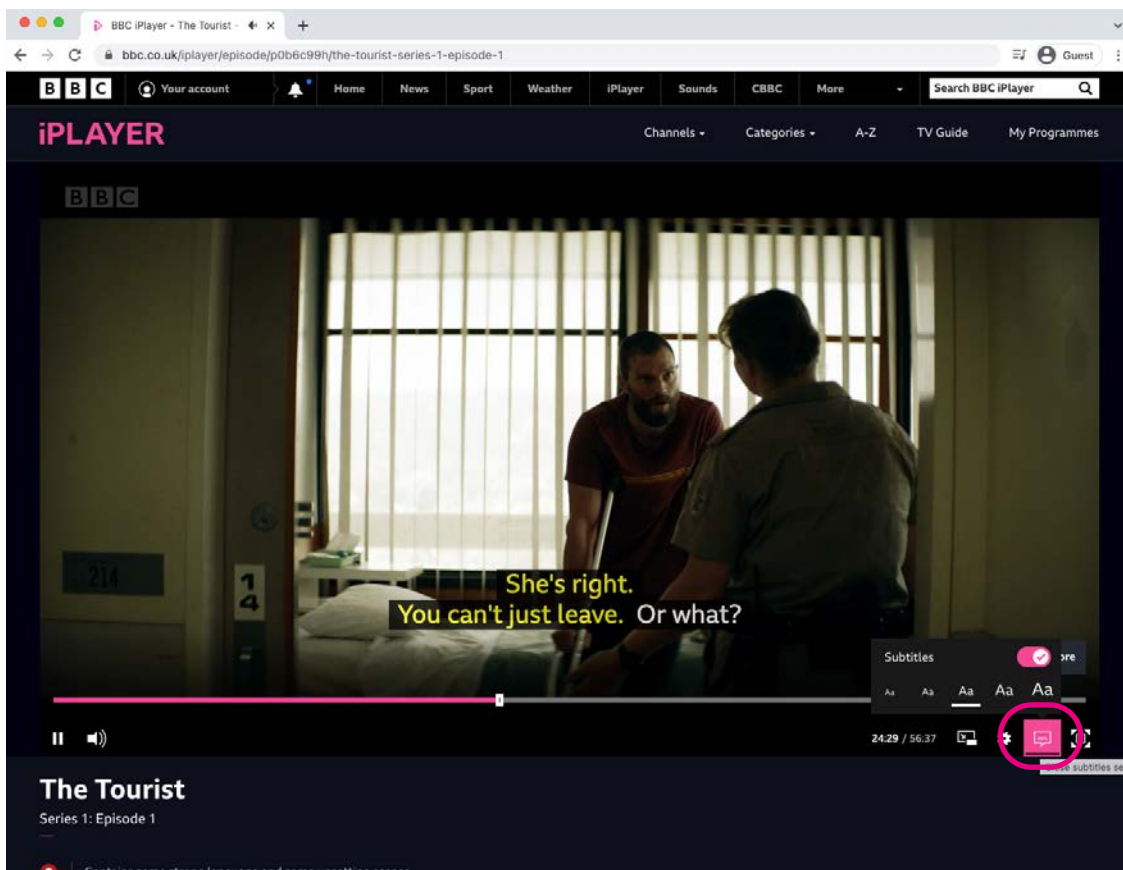 BBC iPlayer - The Tourist -
bbc.co.uk/iplayer/episode/p0b6c99h/the-tourist-series-1-episode-1
Guest
BBC Your account Home News Sport Weather iPlayer Sounds CBBC More Search BBC iPlayer
iPLAYER Channels Categories A-Z TV Guide My Programmes
BBC
214
1
4
She's right.
You can't just leave. Or what?
Subtitles
Aa Aa Aa Aa Aa
24:29 / 56:37
subtitles se
The Tourist
Series 1: Episode 1